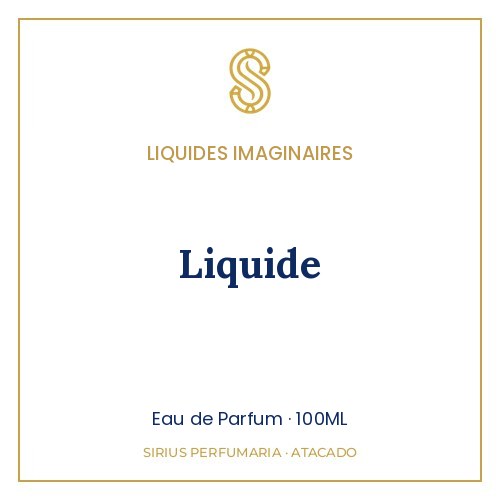 LIQUIDES IMAGINAIRES
Liquide
Eau de Parfum · 100ML
SIRIUS PERFUMARIA · ATACADO